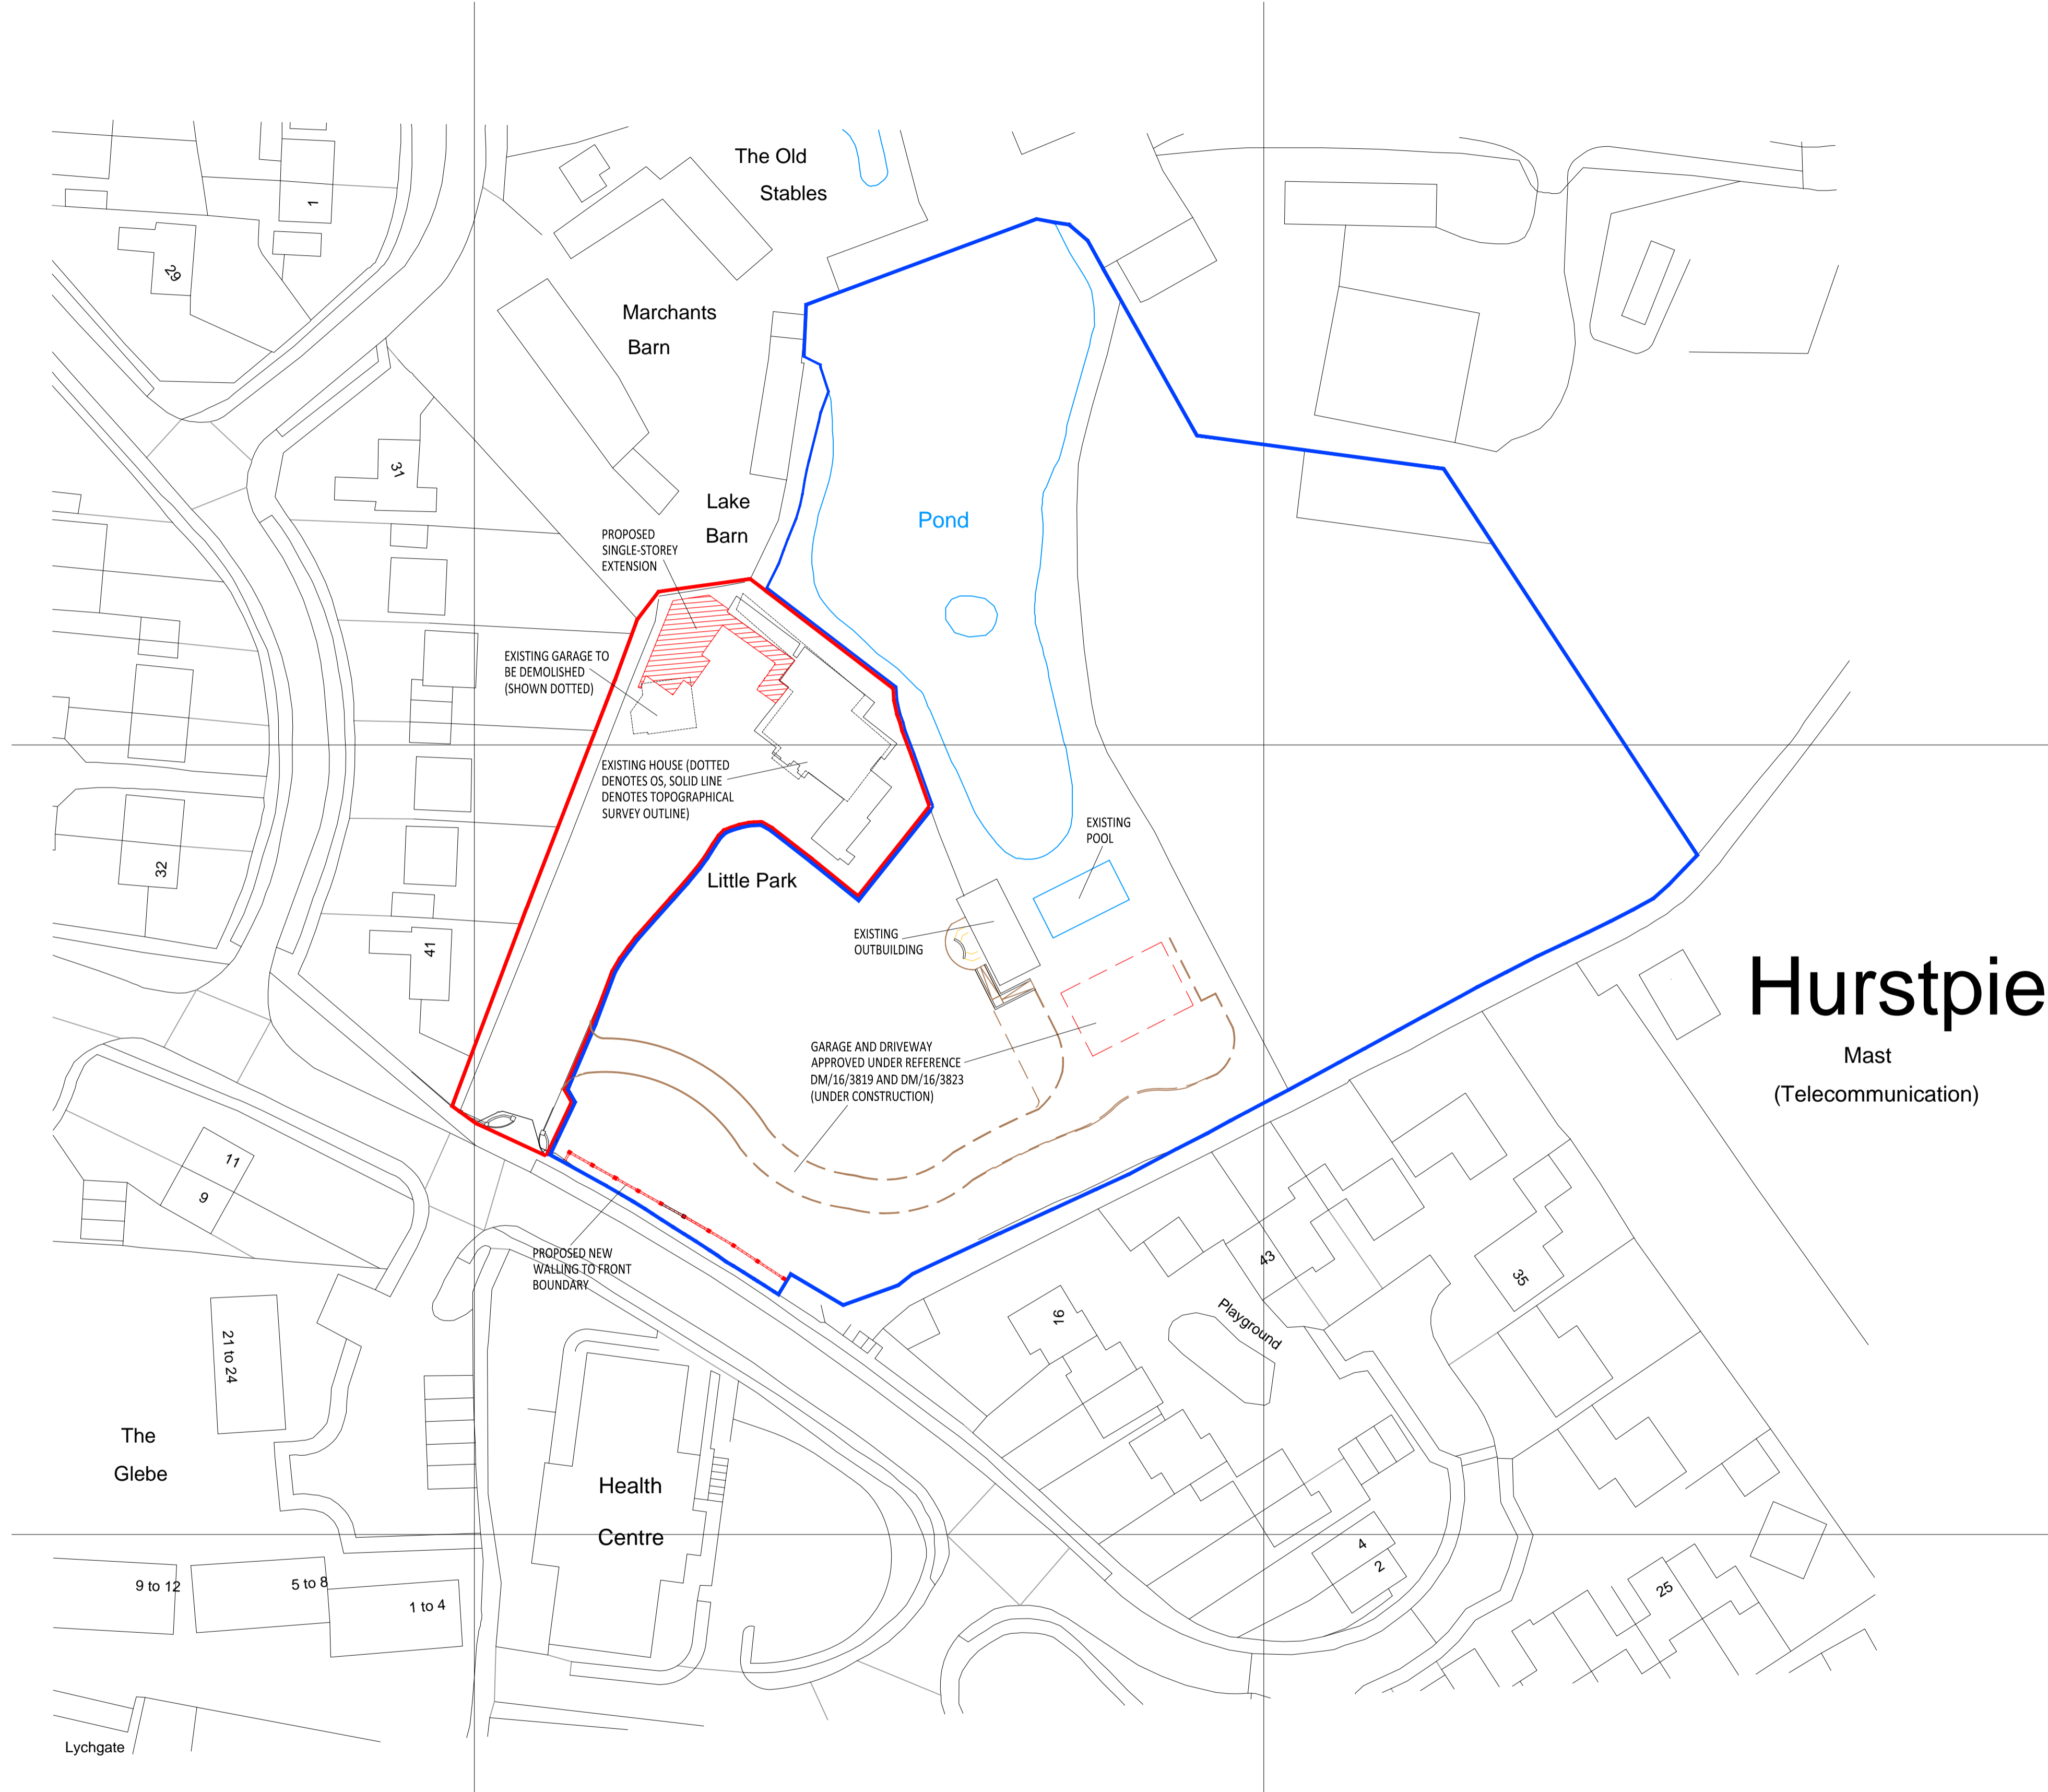 The Old
Stables
1
29
Marchants
Barn
31
Lake
Barn
Pond
PROPOSED
SINGLE-STOREY
EXTENSION
EXISTING GARAGE TO
BE DEMOLISHED
(SHOWN DOTTED)
EXISTING HOUSE (DOTTED
DENOTES OS, SOLID LINE
DENOTES TOPOGRAPHICAL
SURVEY OUTLINE)
EXISTING
POOL
32
Little Park
41
EXISTING
OUTBUILDING
Hurstpie
Mast
(Telecommunication)
GARAGE AND DRIVEWAY
APPROVED UNDER REFERENCE
DM/16/3819 AND DM/16/3823
(UNDER CONSTRUCTION)
11
9
PROPOSED NEW
WALLING TO FRONT
BOUNDARY
43
35
16
Playground
21 to 24
The
Glebe
Health
Centre
4
2
25
9 to 12
5 to 8
1 to 4
Lychgate